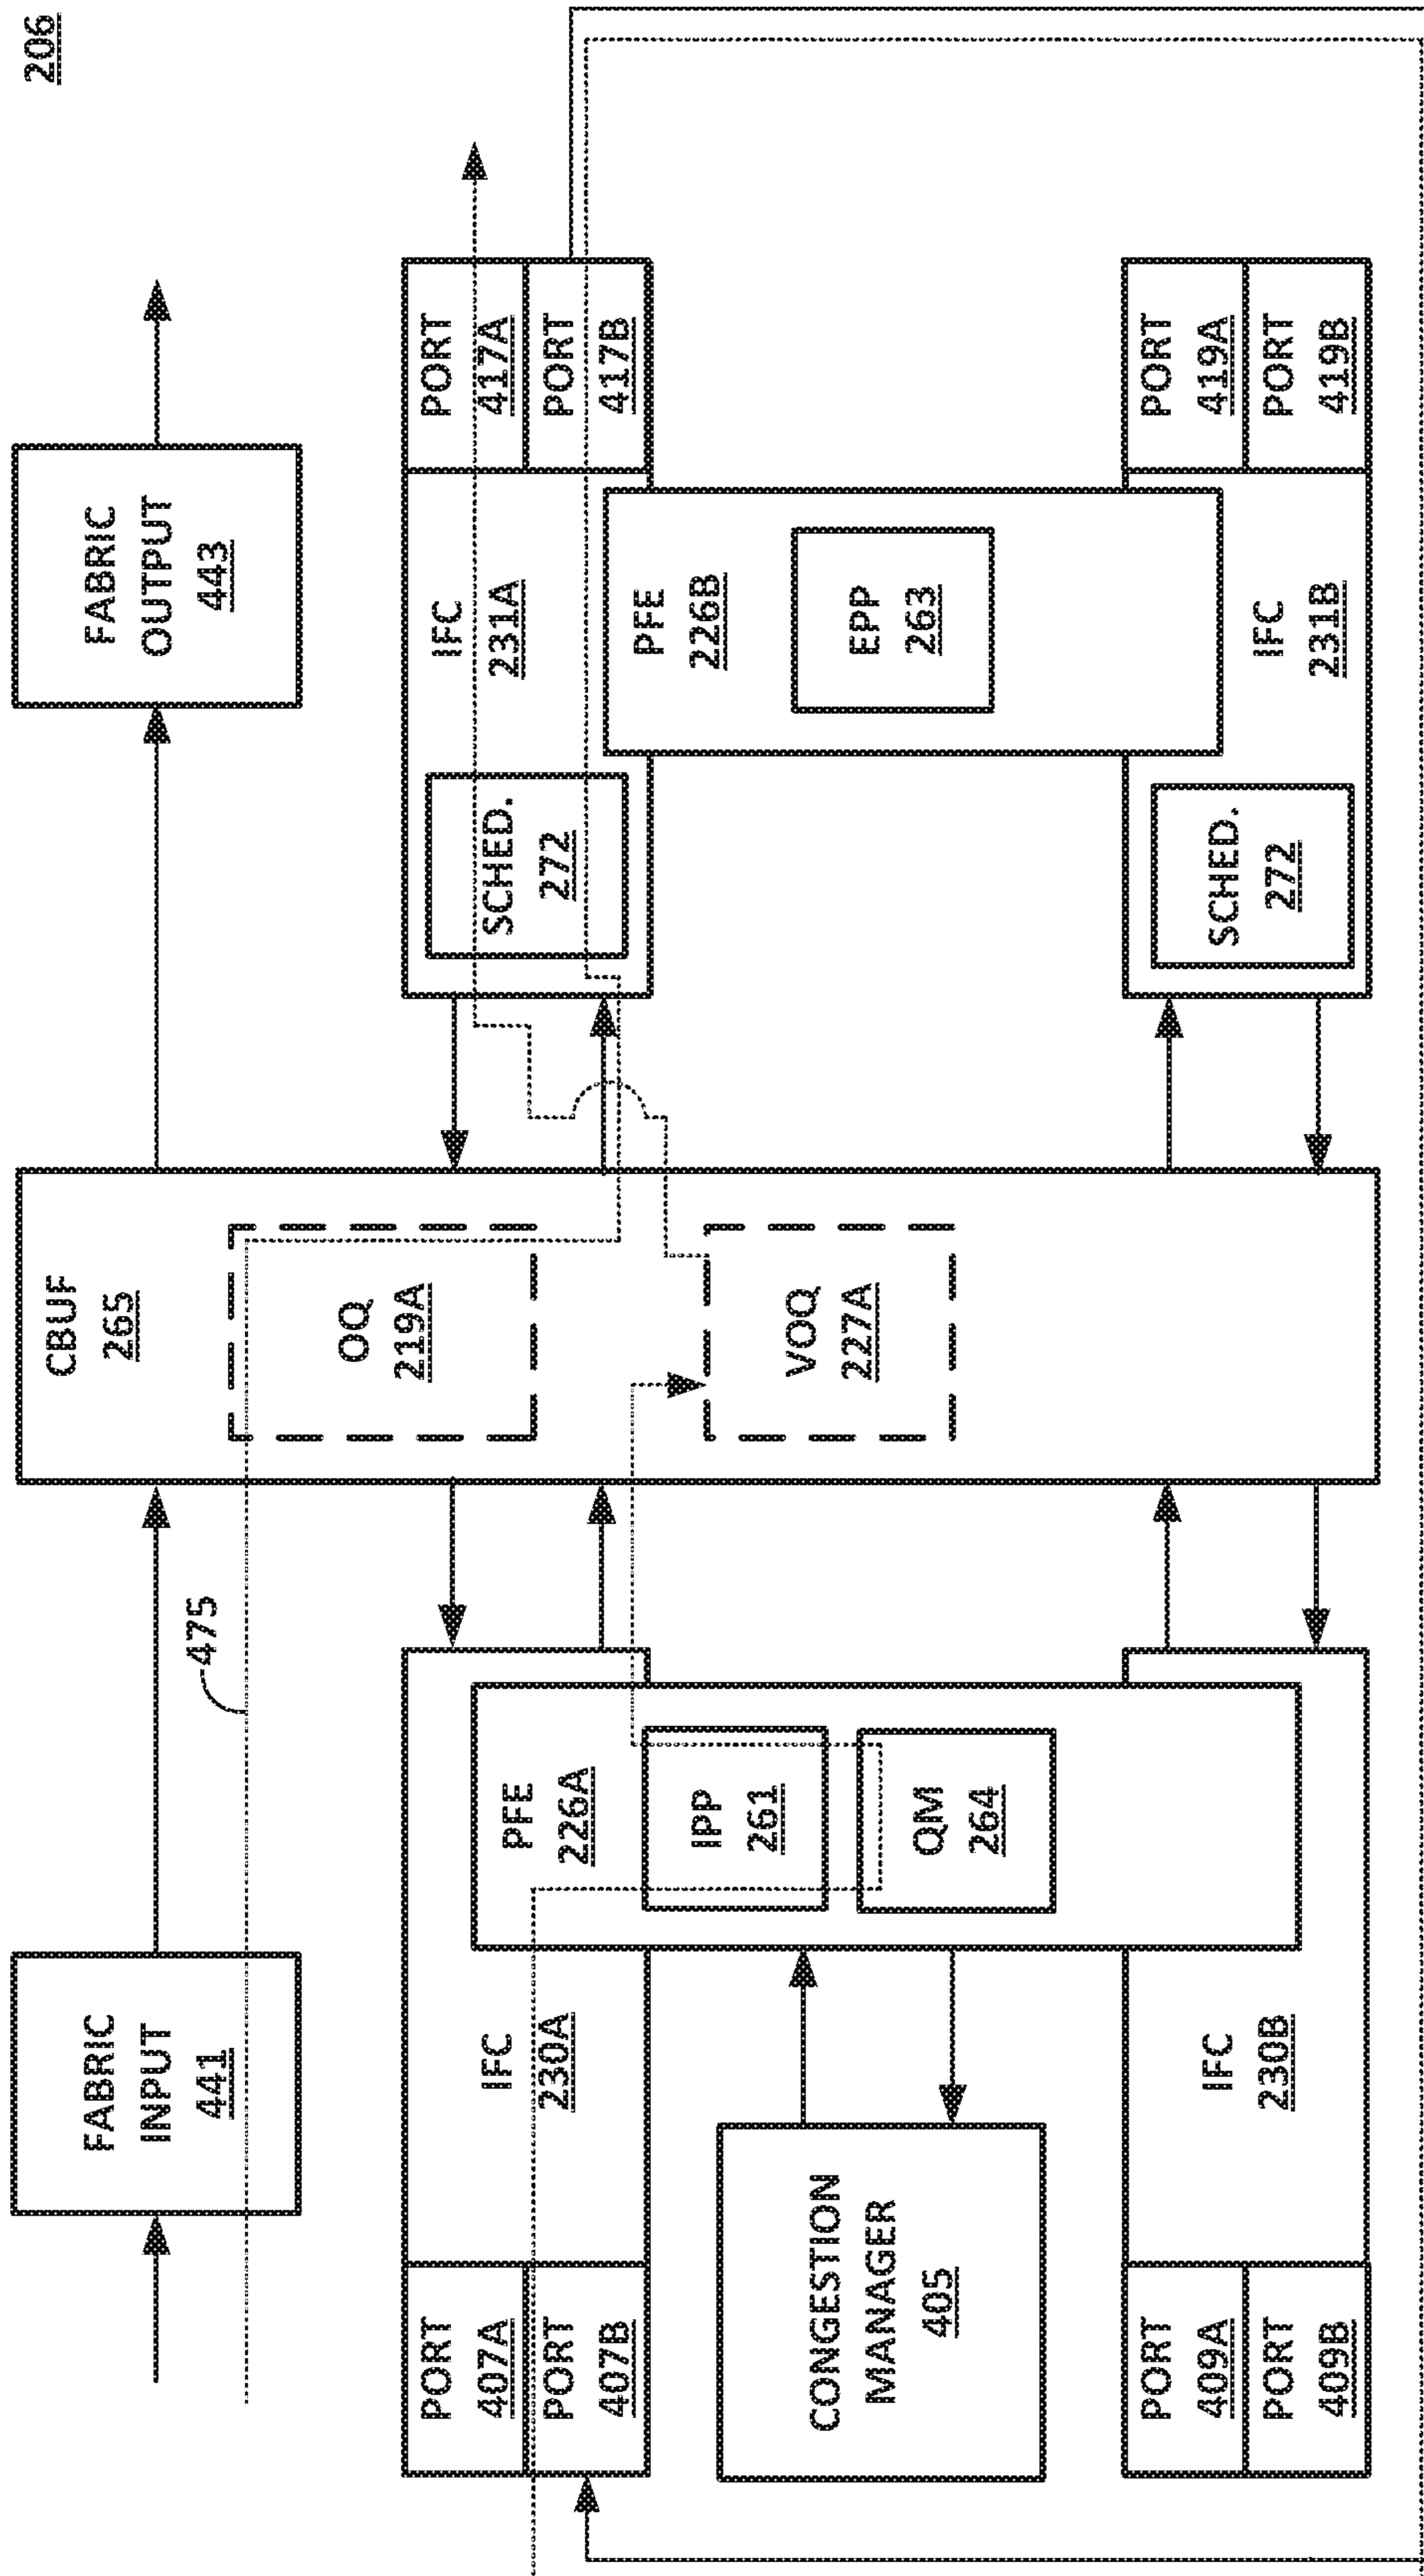 206
FABRIC
INPUT
441
475
CBUF
265
FABRIC
OUTPUT
443
PORT
407A
PORT
407B
IFC
230A
PFE
226A
IPP
261
QM
264
CONGESTION
MANAGER
405
PORT
409A
PORT
409B
IFC
230B
OQ
219A
VOQ
227A
SCHED.
272
IFC
231A
PORT
417A
PORT
417B
PFE
226B
EPP
263
SCHED.
272
IFC
231B
PORT
419A
PORT
419B